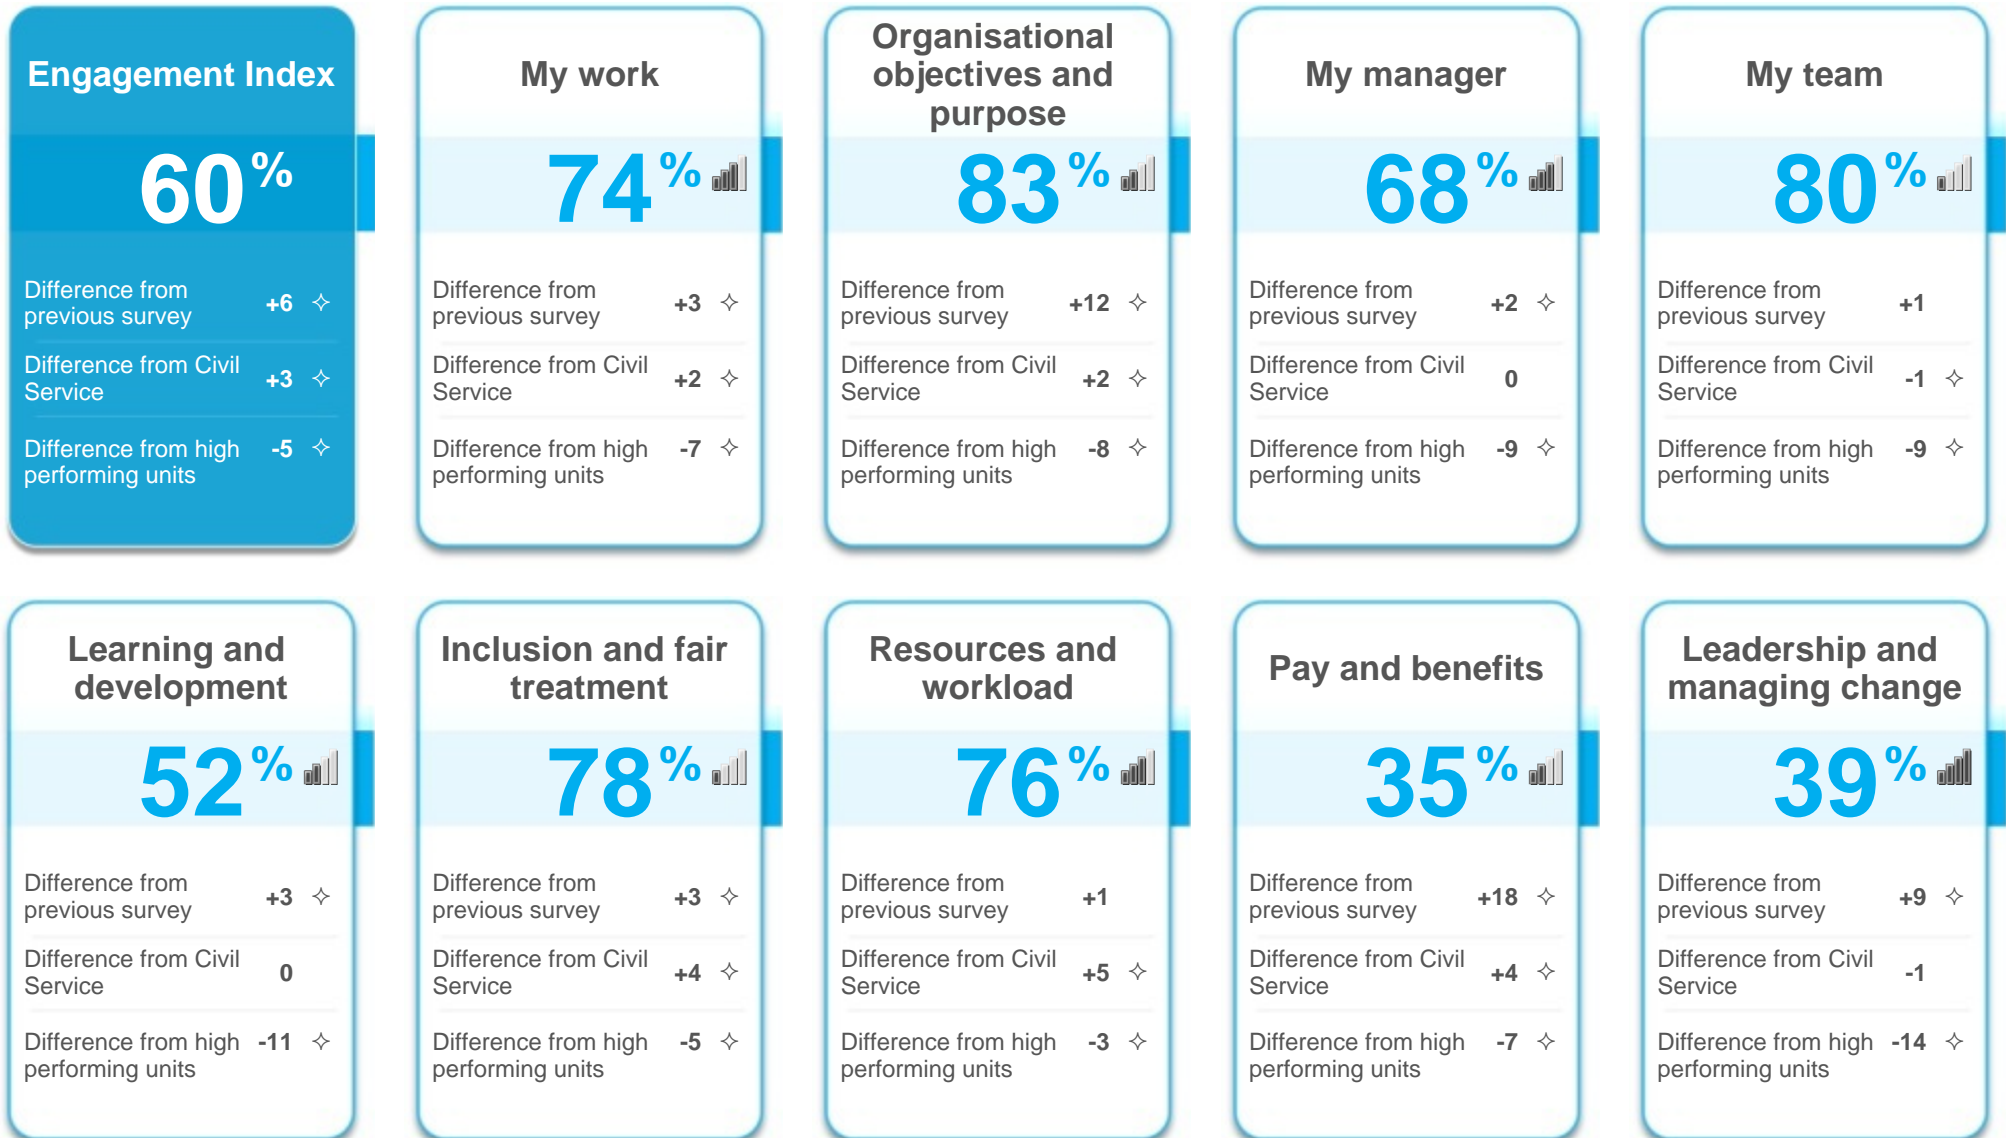 Engagement Index
60%
Difference from
previous survey
+6 ✧
Difference from Civil
Service
+3 ✧
Difference from high
performing units
-5 ✧
My work
74%
Difference from
previous survey
+3 ✧
Difference from Civil
Service
+2 ✧
Difference from high
performing units
-7 ✧
Organisational
objectives and
purpose
83%
Difference from
previous survey
+12 ✧
Difference from Civil
Service
+2 ✧
Difference from high
performing units
-8 ✧
My manager
68%
Difference from
previous survey
+2 ✧
Difference from Civil
Service
0
Difference from high
performing units
-9 ✧
My team
80%
Difference from
previous survey
+1
Difference from Civil
Service
-1 ✧
Difference from high
performing units
-9 ✧
Learning and
development
52%
Difference from
previous survey
+3 ✧
Difference from Civil
Service
0
Difference from high
performing units
-11 ✧
Inclusion and fair
treatment
78%
Difference from
previous survey
+3 ✧
Difference from Civil
Service
+4 ✧
Difference from high
performing units
-5 ✧
Resources and
workload
76%
Difference from
previous survey
+1
Difference from Civil
Service
+5 ✧
Difference from high
performing units
-3 ✧
Pay and benefits
35%
Difference from
previous survey
+18 ✧
Difference from Civil
Service
+4 ✧
Difference from high
performing units
-7 ✧
Leadership and
managing change
39%
Difference from
previous survey
+9 ✧
Difference from Civil
Service
-1
Difference from high
performing units
-14 ✧